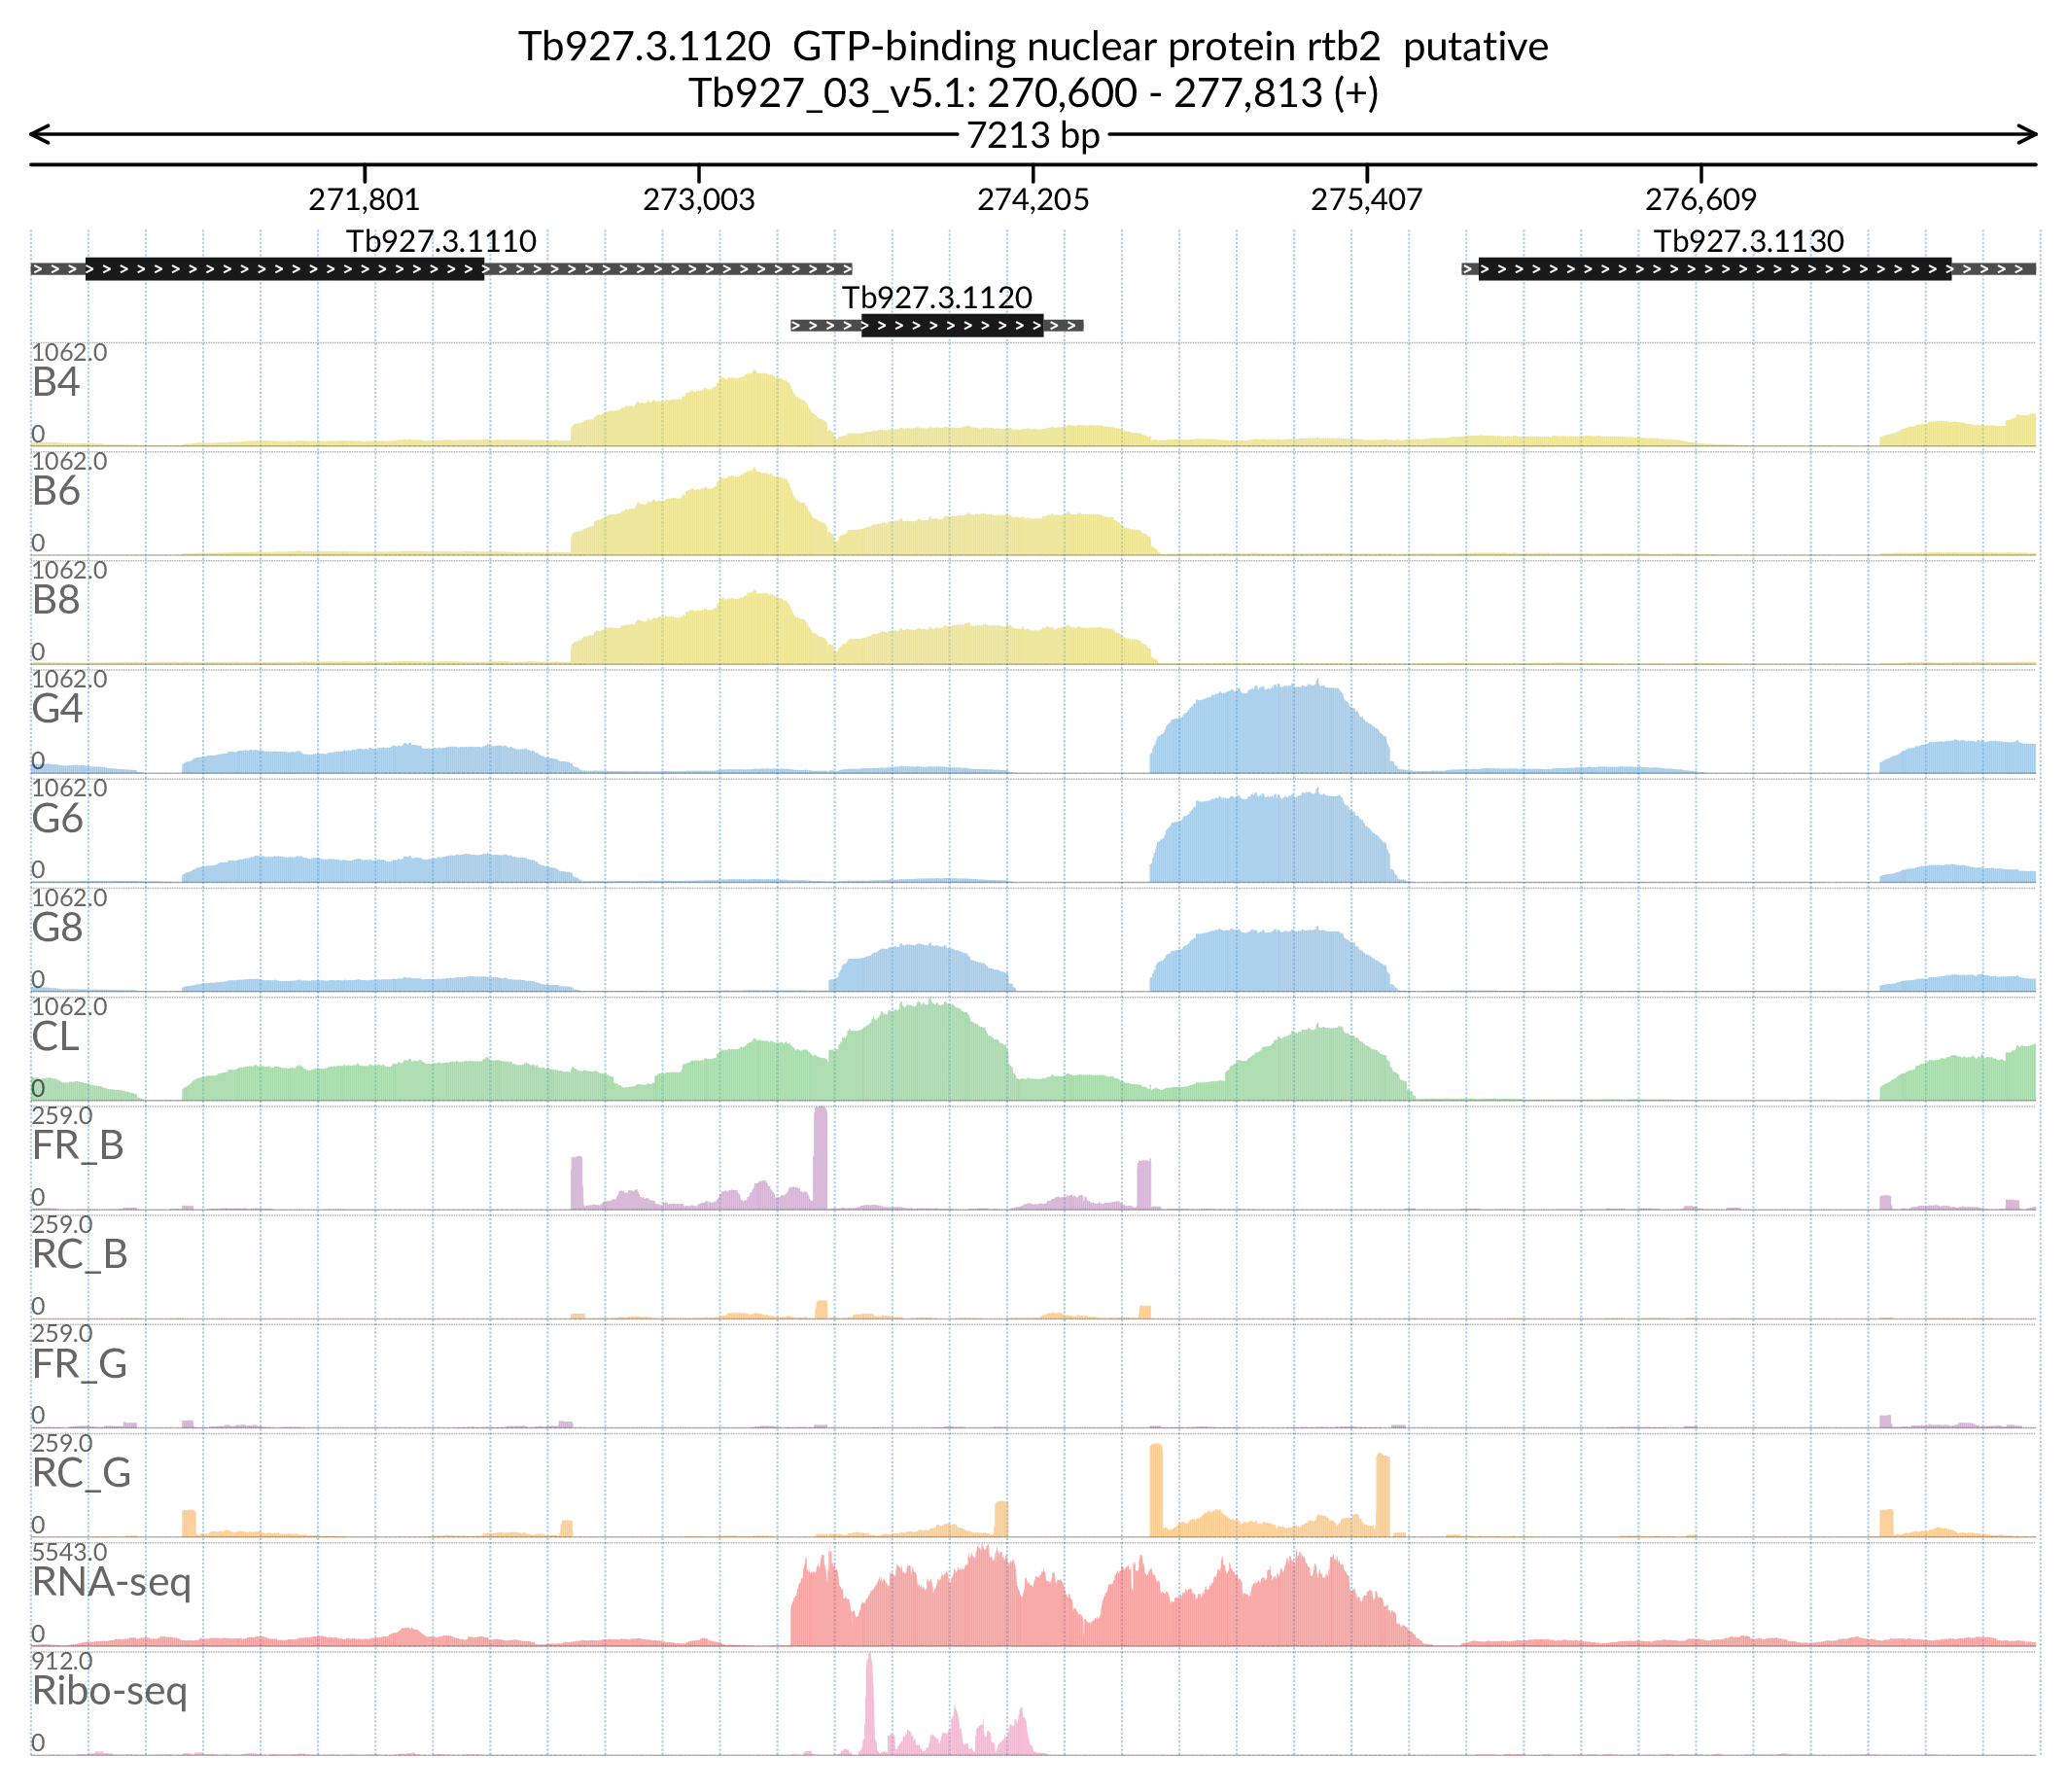 Tb927.3.1120  GTP-binding nuclear protein rtb2  putative
Tb927_03_v5.1: 270,600 - 277,813 (+)
7213 bp
271,801 273,003 274,205 275,407 276,609
Tb927.3.1110 Tb927.3.1130
Tb927.3.1120
1062.0
B4
0
1062.0
B6
0
1062.0
B8
0
1062.0
G4
0
1062.0
G6
0
1062.0
G8
0
1062.0
CL
0
259.0
FR_B
0
259.0
RC_B
0
259.0
FR_G
0
259.0
RC_G
0
5543.0
RNA-seq
0
912.0
Ribo-seq
0